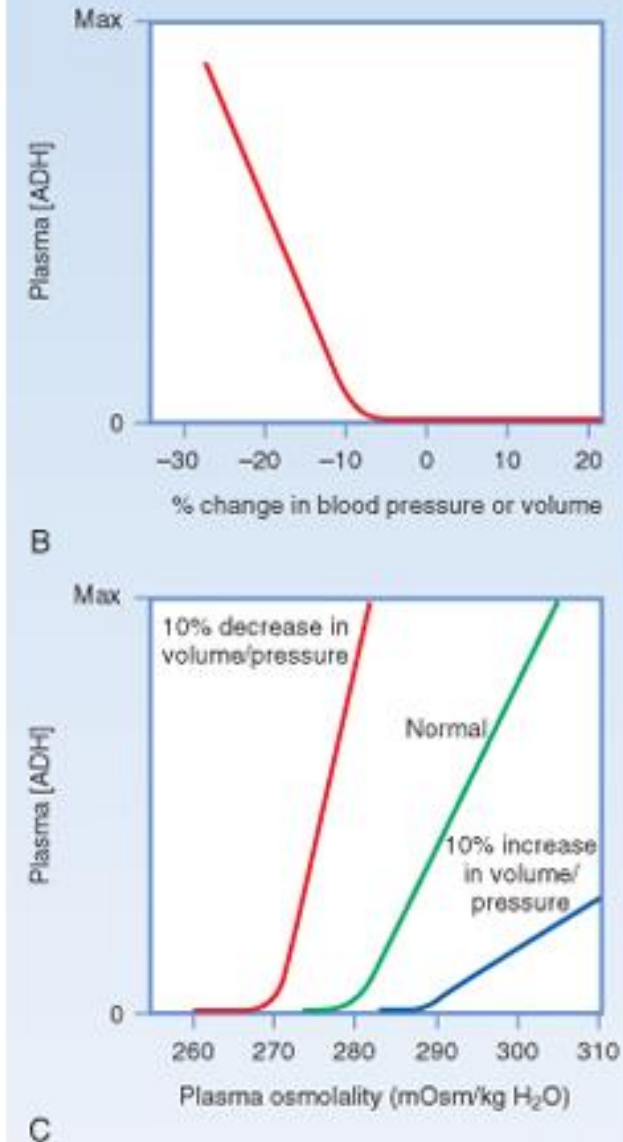 Max
Plasma [ADH]
0
−30 −20 −10 0 10 20
% change in blood pressure or volume
B
Max
10% decrease in
volume/pressure
Normal
10% increase
in volume/
pressure
Plasma [ADH]
0
260 270 280 290 300 310
Plasma osmolality (mOsm/kg H₂O)
C